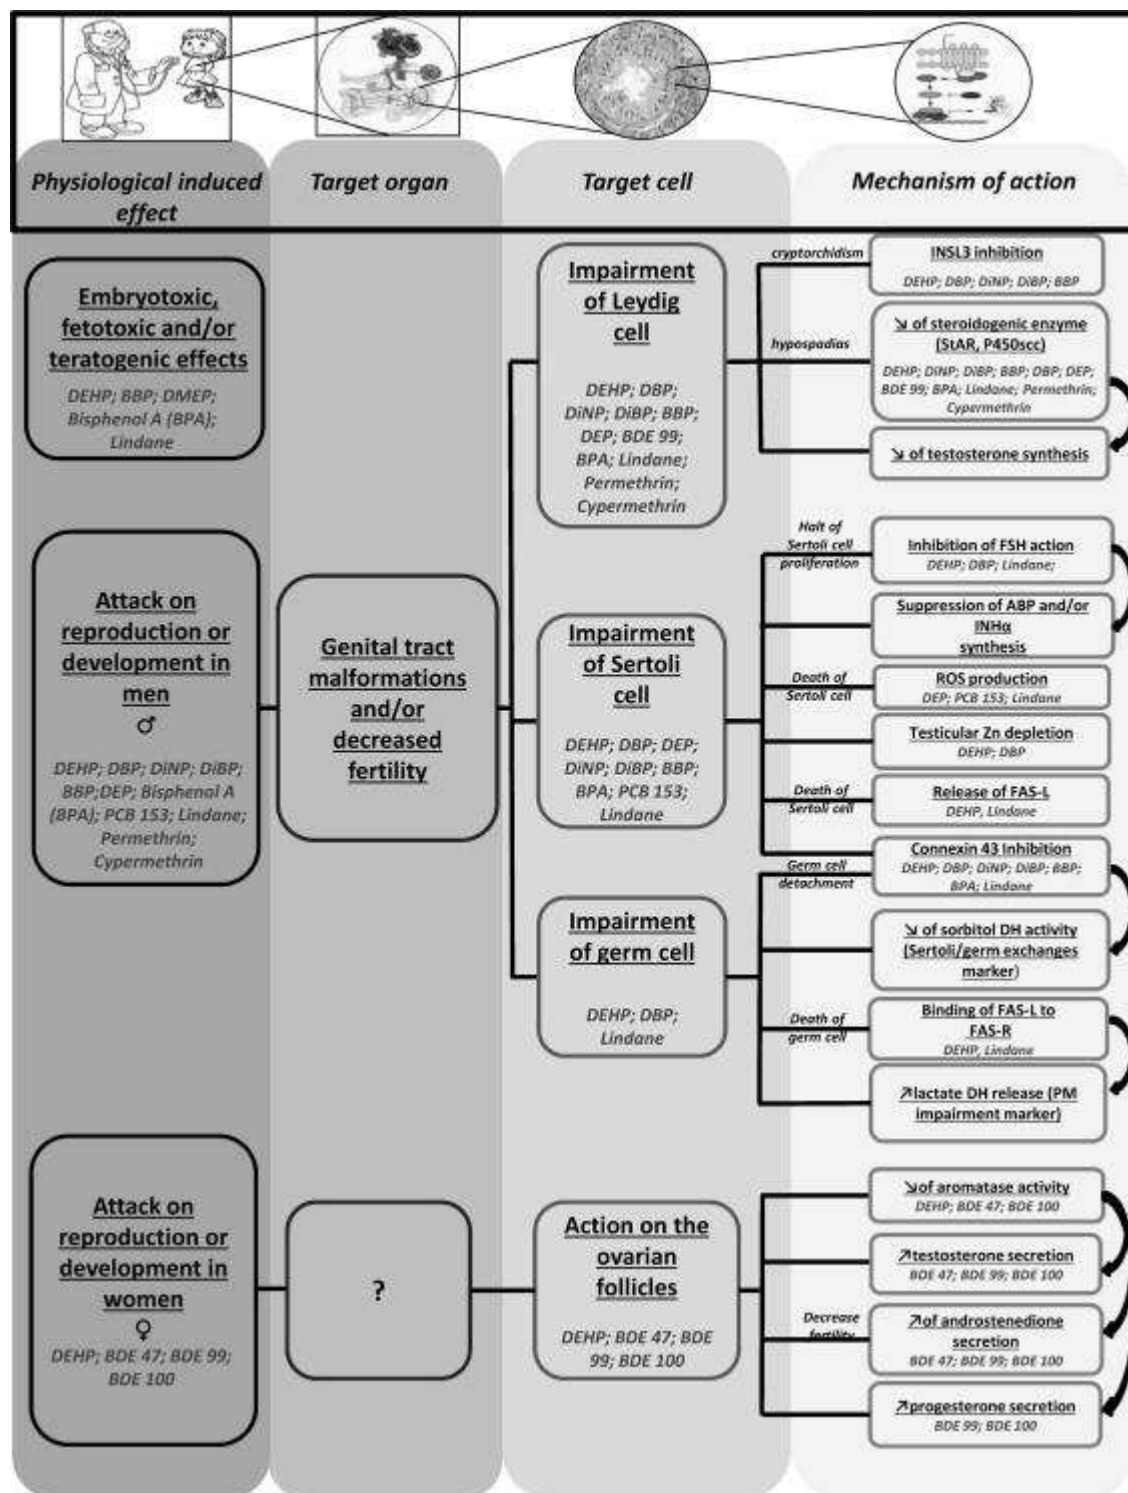 Physiological induced
effect
Target organ
Target cell
Mechanism of action
Embryotoxic,
fetotoxic and/or
teratogenic effects
DEHP; BBP; DMEP;
Bisphenol A (BPA);
Lindane
Attack on
reproduction or
development in
men
♂
DEHP; DBP; DiNP; DiBP;
BBP;DEP; Bisphenol A
(BPA); PCB 153; Lindane;
Permethrin;
Cypermethrin
Genital tract
malformations
and/or
decreased
fertility
Impairment
of Leydig
cell
DEHP; DBP;
DiNP; DiBP; BBP;
DEP; BDE 99;
BPA; Lindane;
Permethrin;
Cypermethrin
cryptorchidism
INSL3 inhibition
DEHP; DBP; DiNP; DiBP; BBP
hypospadias
↘ of steroidogenic enzyme
(StAR, P450scc)
DEHP; DiNP; DiBP; BBP; DBP; DEP;
BDE 99; BPA; Lindane; Permethrin;
Cypermethrin
↘ of testosterone synthesis
Impairment
of Sertoli
cell
DEHP; DBP; DEP;
DiNP; DiBP; BBP;
BPA; PCB 153;
Lindane
Halt of
Sertoli cell
proliferation
Inhibition of FSH action
DEHP; DBP; Lindane;
Suppression of ABP and/or
INHα
synthesis
Death of
Sertoli cell
ROS production
DEP; PCB 153; Lindane
Testicular Zn depletion
DEHP; DBP
Death of
Sertoli cell
Release of FAS-L
DEHP, Lindane
Germ cell
detachment
Connexin 43 Inhibition
DEHP; DBP; DiNP; DiBP; BBP;
BPA; Lindane
Impairment
of germ cell
DEHP; DBP;
Lindane
↘ of sorbitol DH activity
(Sertoli/germ exchanges
marker)
Death of
germ cell
Binding of FAS-L to
FAS-R
DEHP, Lindane
↗lactate DH release (PM
impairment marker)
Attack on
reproduction or
development in
women
♀
DEHP; BDE 47; BDE 99;
BDE 100
?
Action on the
ovarian
follicles
DEHP; BDE 47; BDE
99; BDE 100
↘of aromatase activity
DEHP; BDE 47; BDE 100
↗testosterone secretion
BDE 47; BDE 99; BDE 100
Decrease
fertility
↗of androstenedione
secretion
BDE 47; BDE 99; BDE 100
↗progesterone secretion
BDE 99; BDE 100